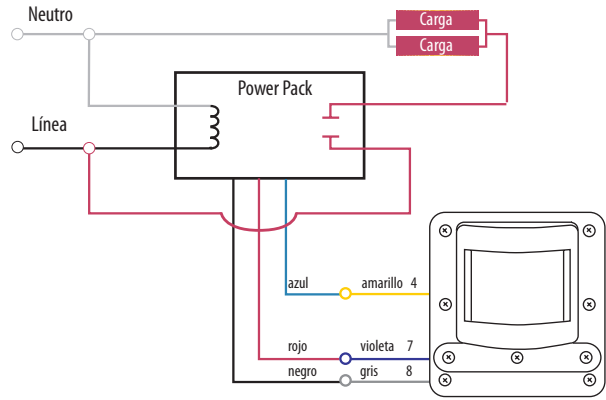 Neutro
Carga
Carga
Power Pack
Línea
azul amarillo 4
rojo violeta 7
negro gris 8